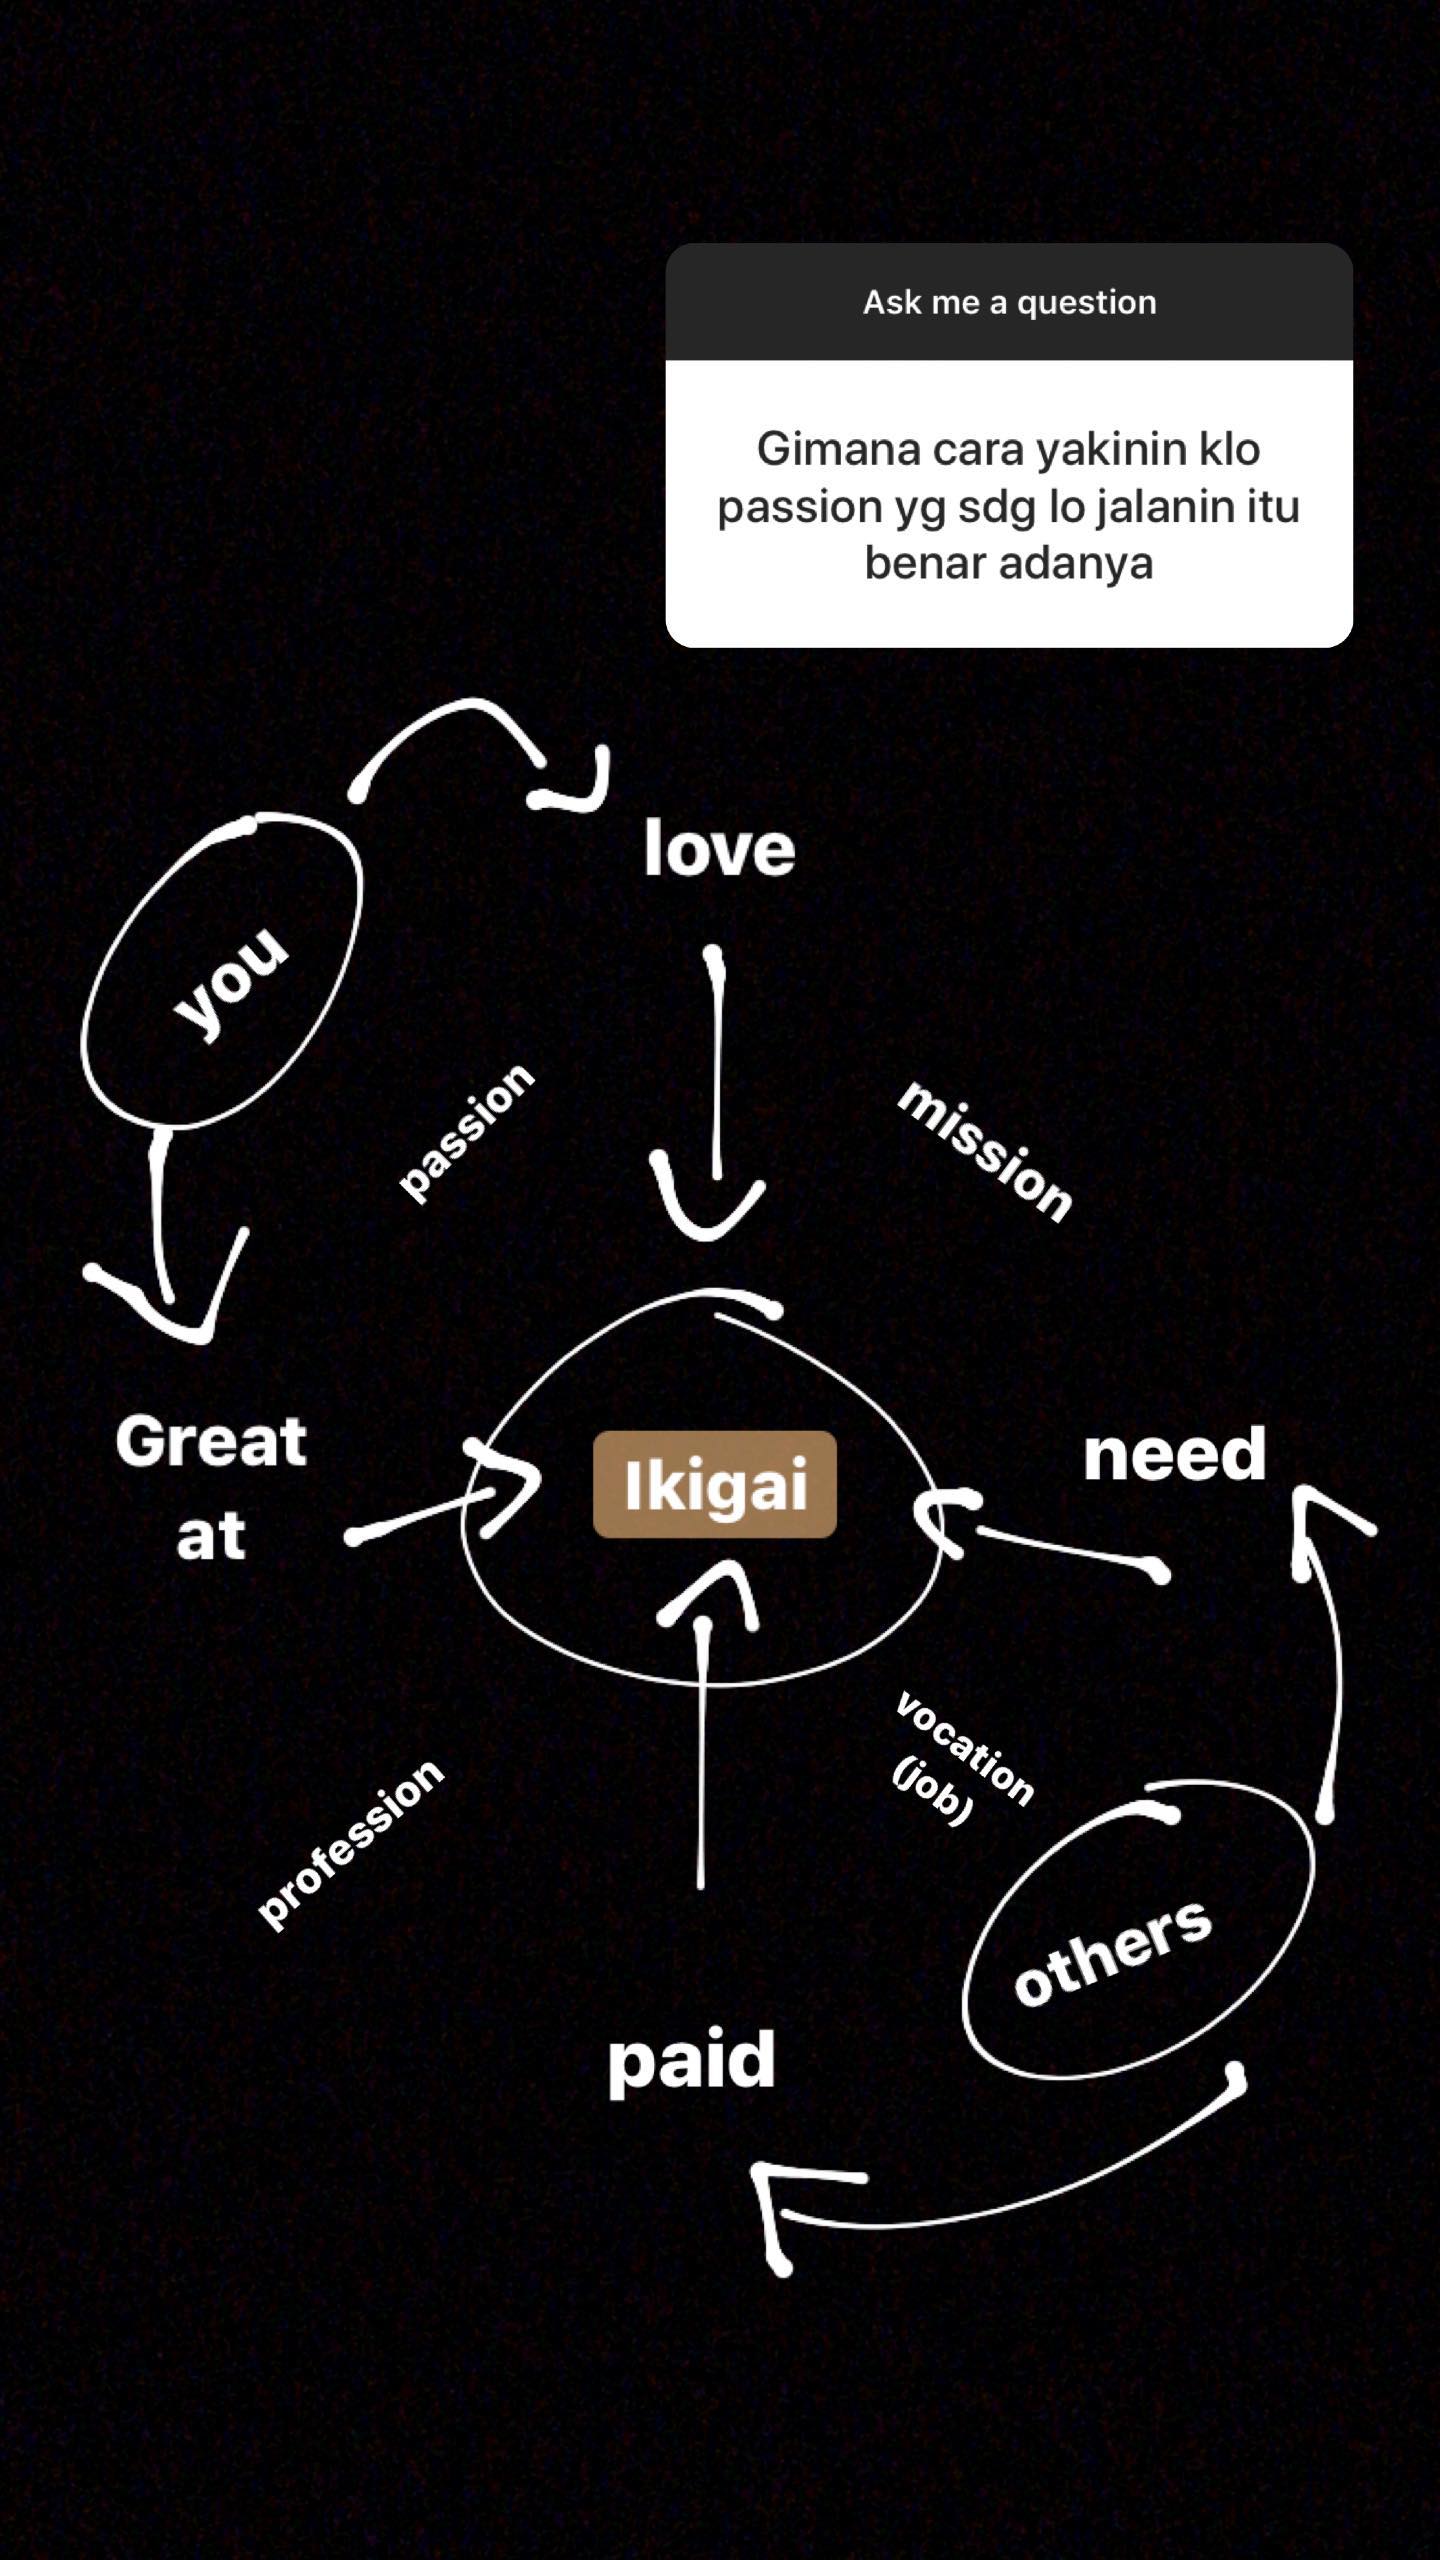 Ask me a question
Gimana cara yakinin klo
passion yg sdg lo jalanin itu
benar adanya
love
you
passion
mission
Great
at
Ikigai
need
vocation
(job)
profession
others
paid